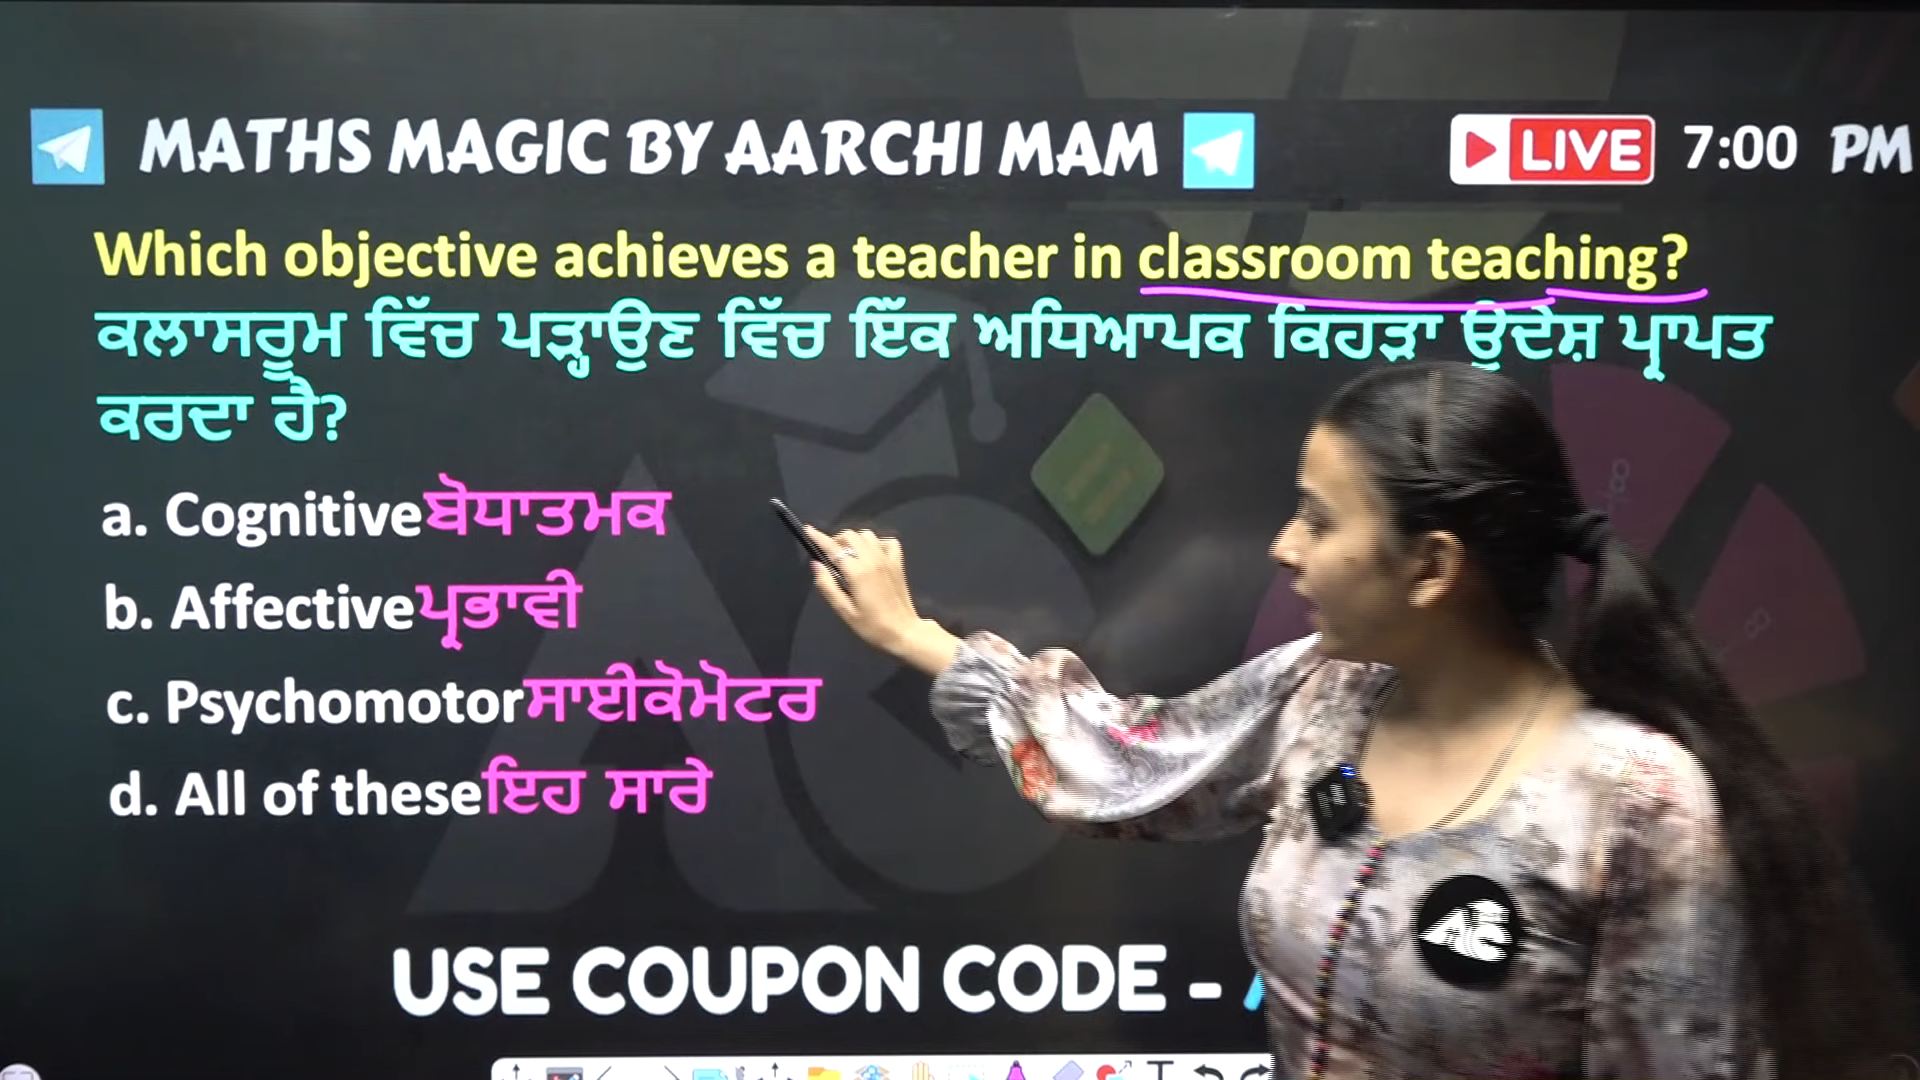 MATHS MAGIC BY AARCHI MAM LIVE 7:00 PM
Which objective achieves a teacher in classroom teaching?
ਕਲਾਸਰੂਮ ਵਿੱਚ ਪੜ੍ਹਾਉਣ ਵਿੱਚ ਇੱਕ ਅਧਿਆਪਕ ਕਿਹੜਾ ਉਦੇਸ਼ ਪ੍ਰਾਪਤ
ਕਰਦਾ ਹੈ?
a. Cognitiveਬੋਧਾਤਮਕ
b. Affectiveਪ੍ਰਭਾਵੀ
c. Psychomotorਸਾਈਕੋਮੋਟਰ
d. All of theseਇਹ ਸਾਰੇ
USE COUPON CODE -